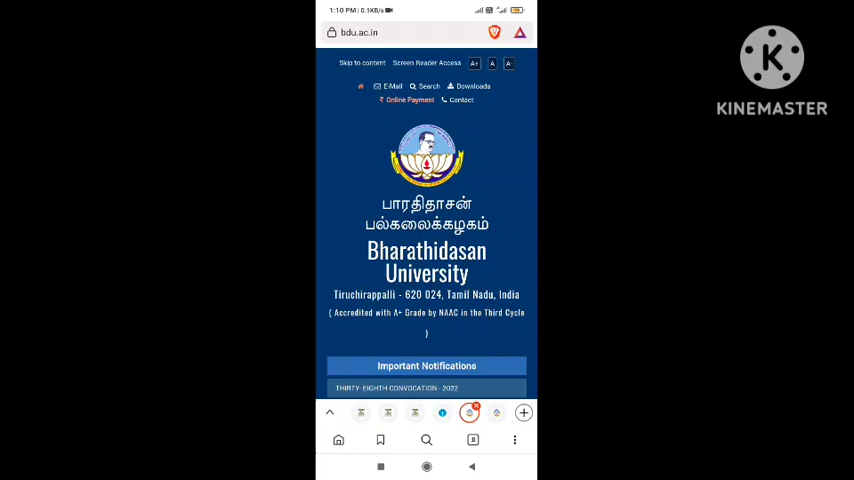 1:10 PM | 0.1KB/s
bdu.ac.in
Skip to content Screen Reader Access A+ A A-
E-Mail Search Downloads
₹ Online Payment Contact
பாரதிதாசன்
பல்கலைக்கழகம்
Bharathidasan
University
Tiruchirappalli - 620 024, Tamil Nadu, India
( Accredited with A+ Grade by NAAC in the Third Cycle
)
Important Notifications
THIRTY- EIGHTH CONVOCATION - 2022
K
KINEMASTER